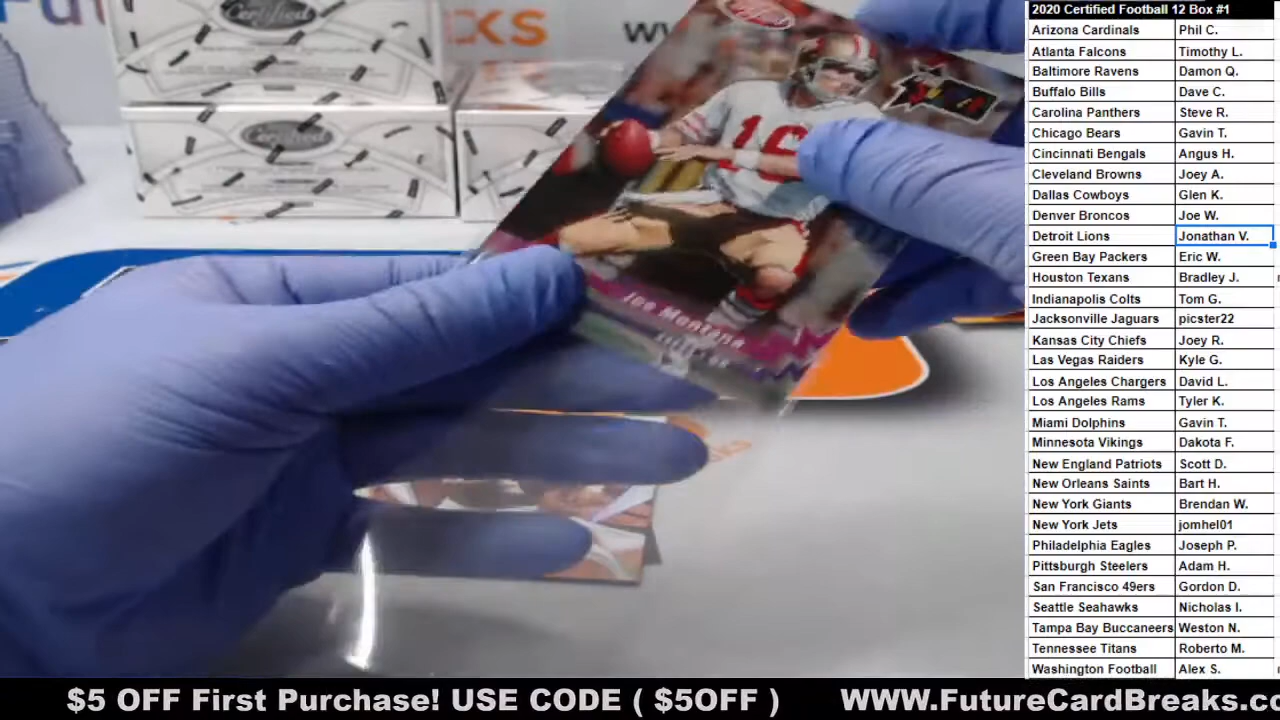 2020 Certified Football 12 Box #1
Arizona Cardinals Phil C.
Atlanta Falcons Timothy L.
Baltimore Ravens Damon Q.
Buffalo Bills Dave C.
Carolina Panthers Steve R.
Chicago Bears Gavin T.
Cincinnati Bengals Angus H.
Cleveland Browns Joey A.
Dallas Cowboys Glen K.
Denver Broncos Joe W.
Detroit Lions Jonathan V.
Green Bay Packers Eric W.
Houston Texans Bradley J.
Indianapolis Colts Tom G.
Jacksonville Jaguars picster22
Kansas City Chiefs Joey R.
Las Vegas Raiders Kyle G.
Los Angeles Chargers David L.
Los Angeles Rams Tyler K.
Miami Dolphins Gavin T.
Minnesota Vikings Dakota F.
New England Patriots Scott D.
New Orleans Saints Bart H.
New York Giants Brendan W.
New York Jets jomhel01
Philadelphia Eagles Joseph P.
Pittsburgh Steelers Adam H.
San Francisco 49ers Gordon D.
Seattle Seahawks Nicholas I.
Tampa Bay Buccaneers Weston N.
Tennessee Titans Roberto M.
Washington Football Alex S.
Certified
Certified
16
Joe Montana
$5 OFF First Purchase! USE CODE ( $5OFF ) WWW.FutureCardBreaks.co